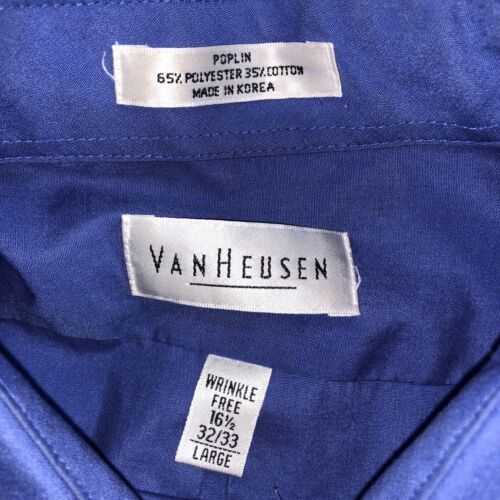 POPLIN
65% POLYESTER 35% COTTON
MADE IN KOREA
VAN HEUSEN
WRINKLE
FREE
16½
32/33
LARGE